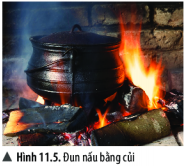 ▲ Hình 11.5. Đun nấu bằng củi